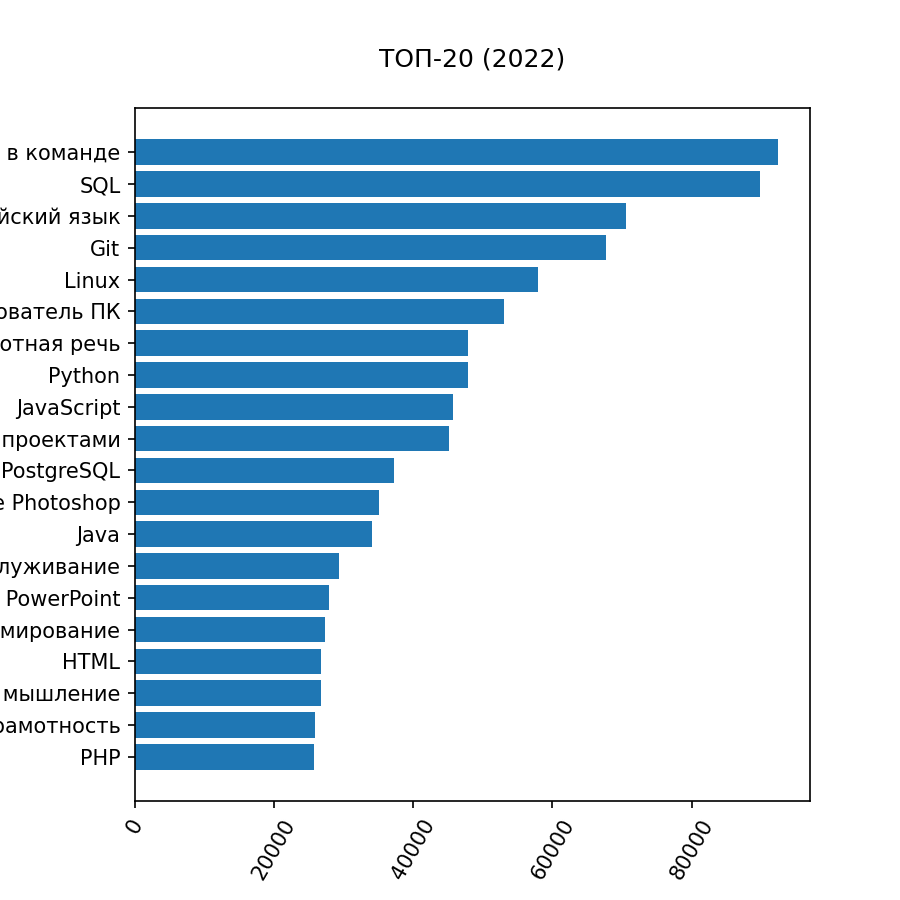 ТОП-20 (2022)
в команде
SQL
йский язык
Git
Linux
ователь ПК
отная речь
Python
JavaScript
проектами
PostgreSQL
e Photoshop
Java
луживание
PowerPoint
мирование
HTML
мышление
рамотность
PHP
0 20000 40000 60000 80000